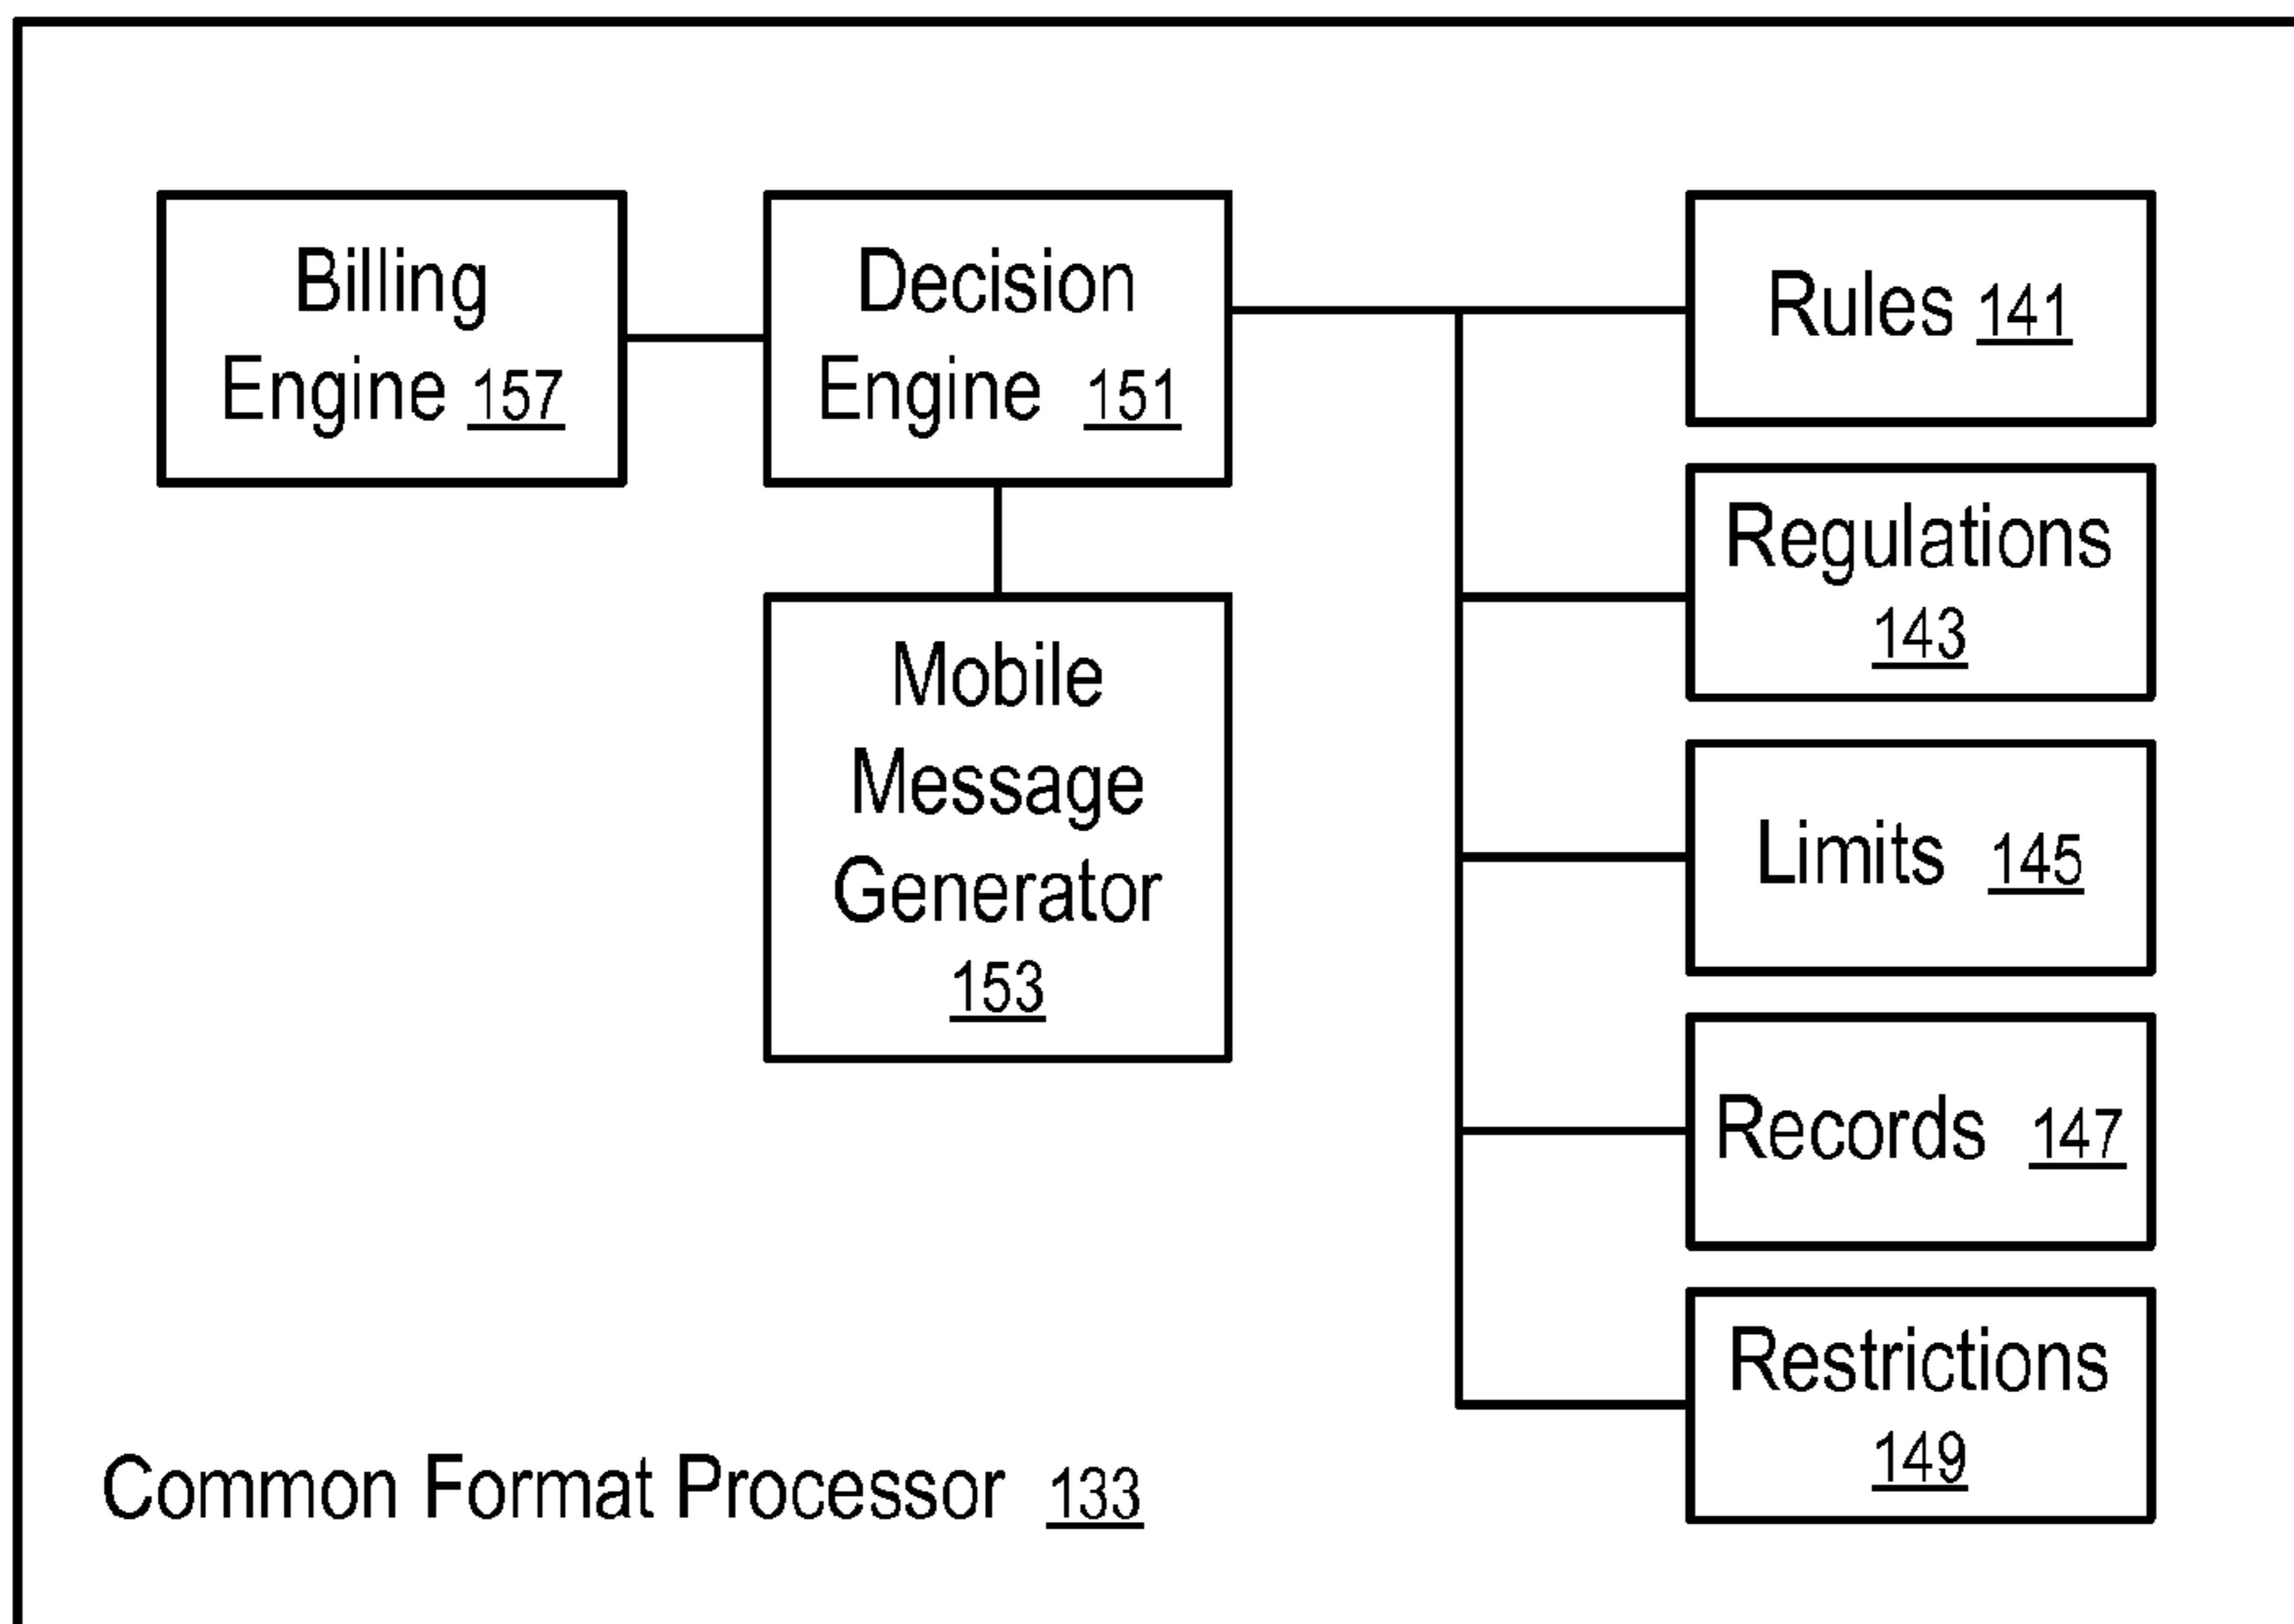 Billing
Engine 157
Decision
Engine 151
Mobile
Message
Generator
153
Rules 141
Regulations
143
Limits 145
Records 147
Restrictions
149
Common Format Processor 133